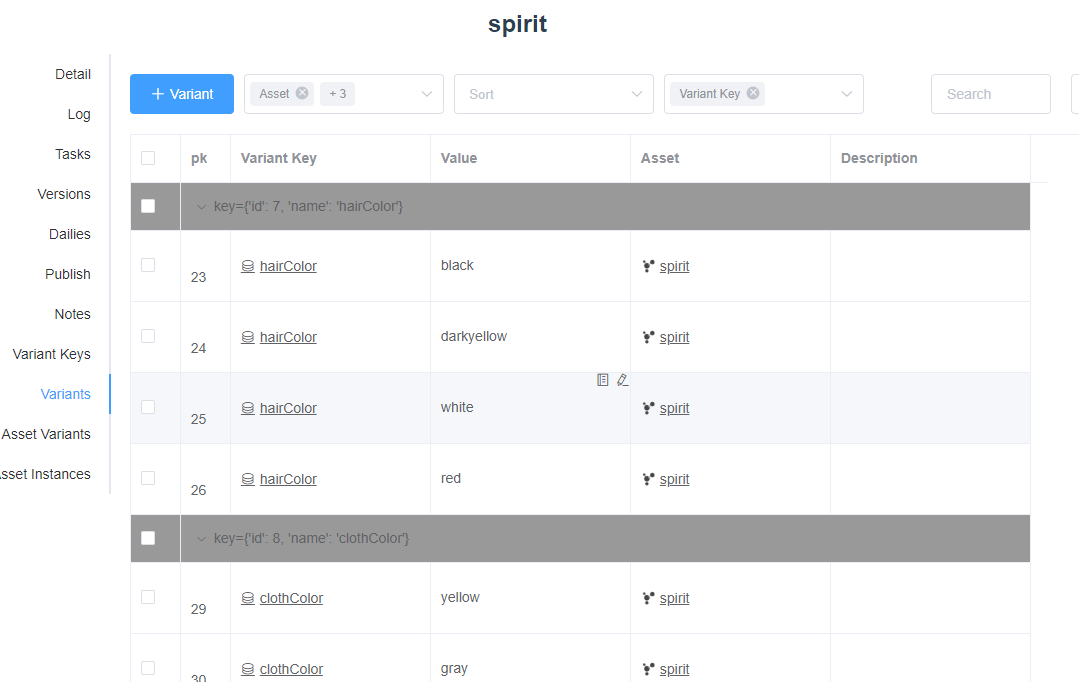 spirit
Detail
Log
Tasks
Versions
Dailies
Publish
Notes
Variant Keys
Variants
Asset Variants
sset Instances
+ Variant
Asset
+ 3
Sort
Variant Key
Search
pk Variant Key Value Asset Description
key={'id': 7, 'name': 'hairColor'}
23 hairColor black spirit
24 hairColor darkyellow spirit
25 hairColor white spirit
26 hairColor red spirit
key={'id': 8, 'name': 'clothColor'}
29 clothColor yellow spirit
30 clothColor gray spirit